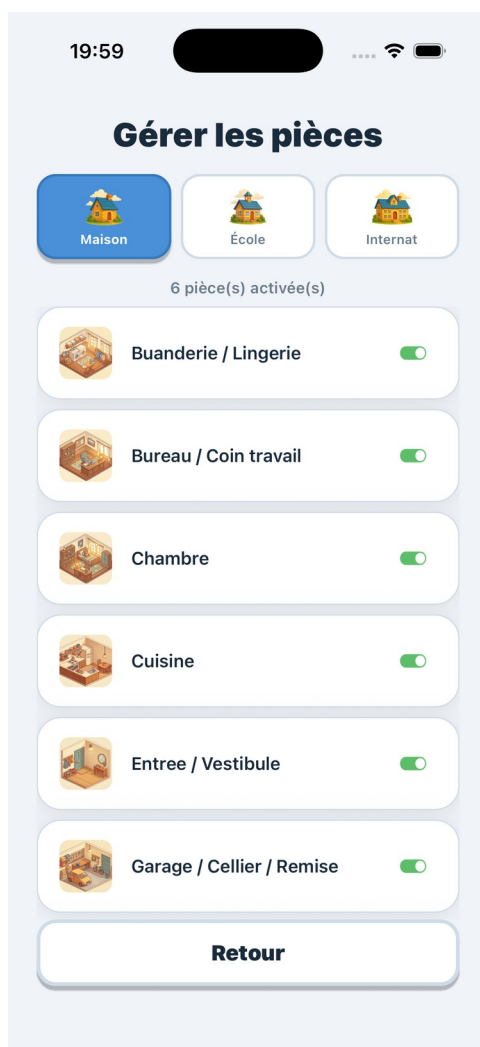 19:59
Gérer les pièces
Maison
École
Internat
6 pièce(s) activée(s)
Buanderie / Lingerie
Bureau / Coin travail
Chambre
Cuisine
Entree / Vestibule
Garage / Cellier / Remise
Retour